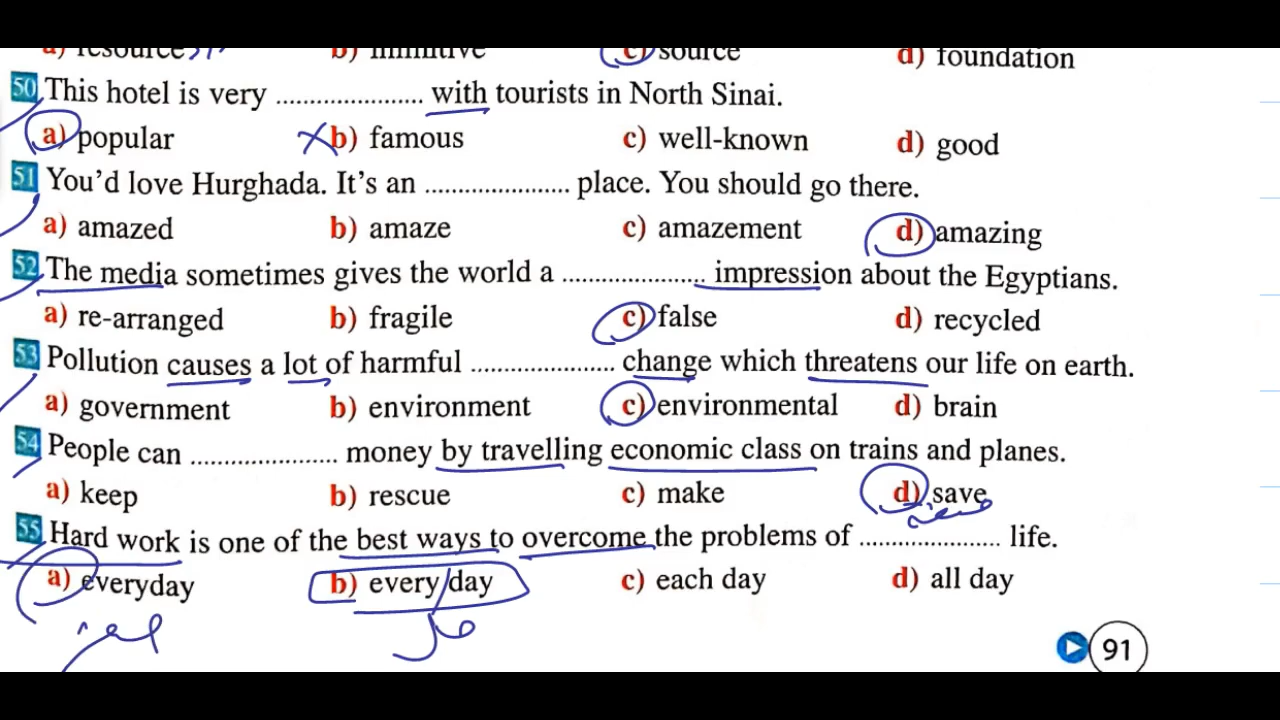 a) resource b) infinitive c) source d) foundation
50 This hotel is very ..................... with tourists in North Sinai.
a) popular b) famous c) well-known d) good
51 You'd love Hurghada. It's an ..................... place. You should go there.
a) amazed b) amaze c) amazement d) amazing
52 The media sometimes gives the world a ..................... impression about the Egyptians.
a) re-arranged b) fragile c) false d) recycled
53 Pollution causes a lot of harmful ..................... change which threatens our life on earth.
a) government b) environment c) environmental d) brain
54 People can ..................... money by travelling economic class on trains and planes.
a) keep b) rescue c) make d) save
55 Hard work is one of the best ways to overcome the problems of ..................... life.
a) everyday b) every day c) each day d) all day
91